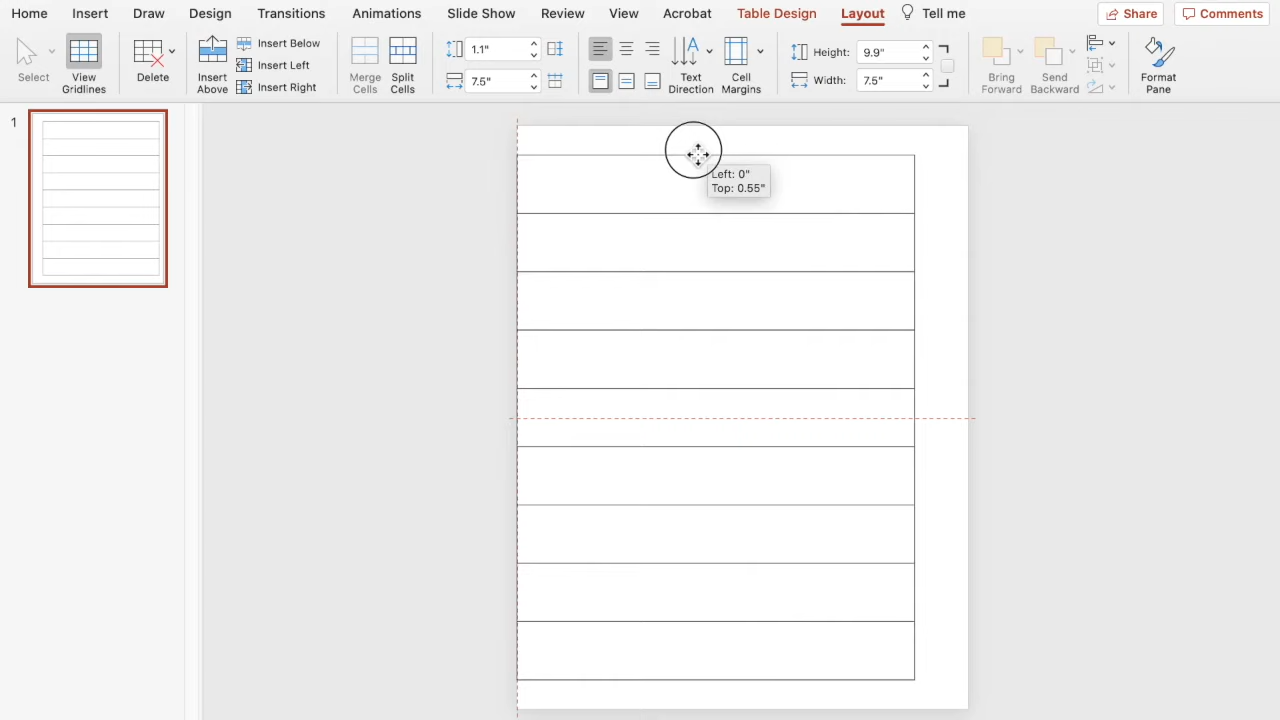 Home Insert Draw Design Transitions Animations Slide Show Review View Acrobat Table Design Layout Tell me Share Comments
Select
View Gridlines
Delete
Insert Above
Insert Below
Insert Left
Insert Right
Merge Cells
Split Cells
1.1"
7.5"
Text Direction
Cell Margins
Height: 9.9"
Width: 7.5"
Bring Forward
Send Backward
Format Pane
1
Left: 0"
Top: 0.55"